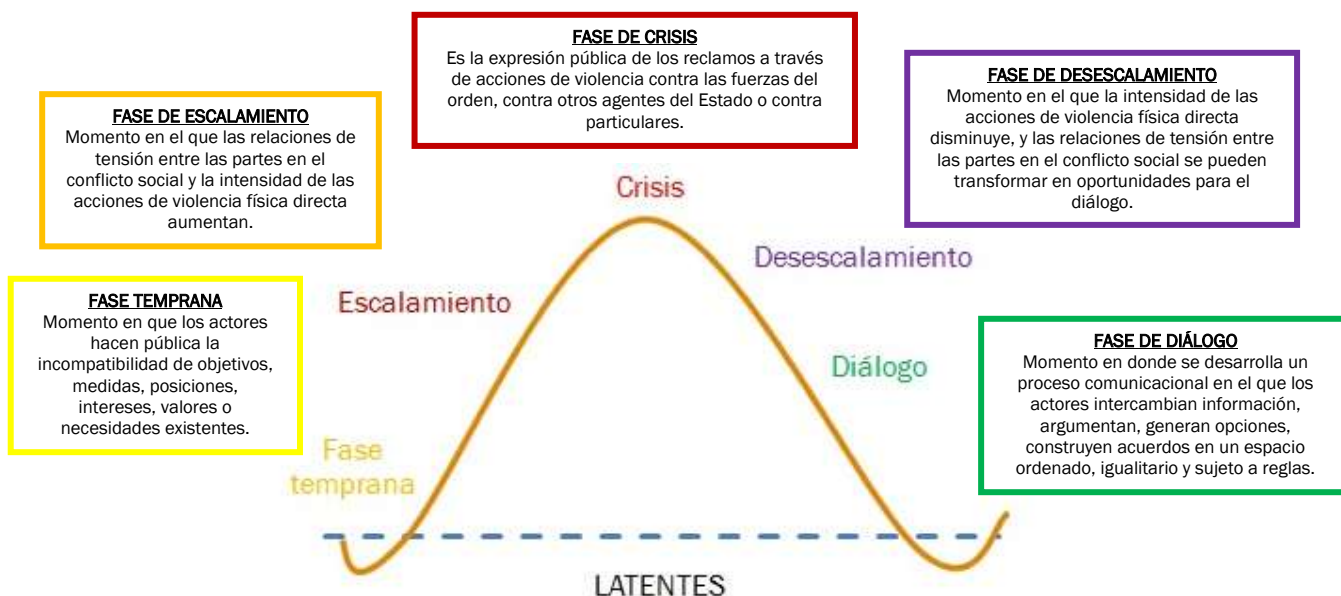 FASE DE CRISIS
Es la expresión pública de los reclamos a través
de acciones de violencia contra las fuerzas del
orden, contra otros agentes del Estado o contra
particulares.
FASE DE ESCALAMIENTO
Momento en el que las relaciones de
tensión entre las partes en el
conflicto social y la intensidad de las
acciones de violencia física directa
aumentan.
FASE DE DESESCALAMIENTO
Momento en el que la intensidad de las
acciones de violencia física directa
disminuye, y las relaciones de tensión entre
las partes en el conflicto social se pueden
transformar en oportunidades para el
diálogo.
Crisis
Desescalamiento
Escalamiento
FASE TEMPRANA
Momento en que los actores
hacen pública la
incompatibilidad de objetivos,
medidas, posiciones,
intereses, valores o
necesidades existentes.
Diálogo
FASE DE DIÁLOGO
Momento en donde se desarrolla un
proceso comunicacional en el que los
actores intercambian información,
argumentan, generan opciones,
construyen acuerdos en un espacio
ordenado, igualitario y sujeto a reglas.
Fase
temprana
LATENTES